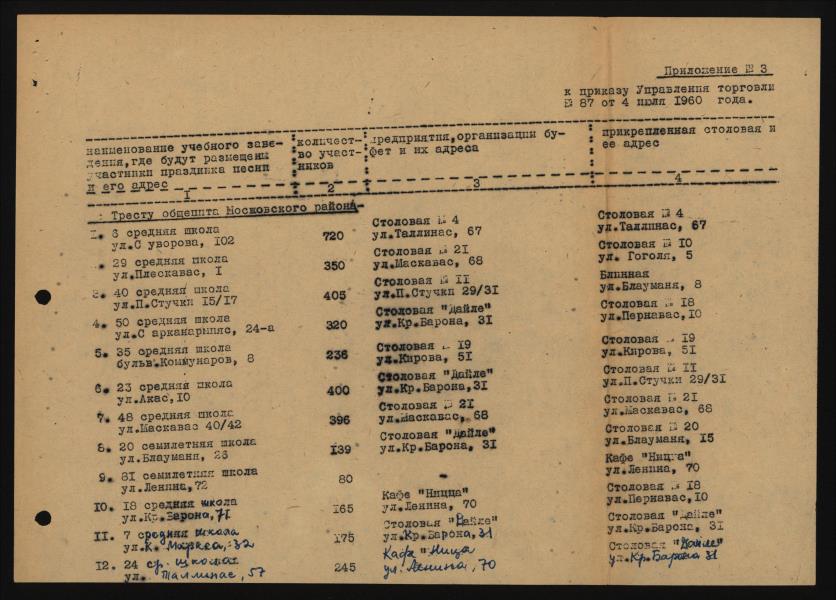 Приложение № 3
к приказу Управления торговли
№ 87 от 4 июля 1960 года.
наименование учебного заве-
дения, где будут размещены
участники праздника песни
и его адрес
количест-
во участ-
ников
предприятия, организации бу-
фет и их адреса
прикрепленная столовая и
ее адрес
1 2 3 4
Тресту общепита Московского района
1. 6 средняя школа
ул.С уворова, 102
720
Столовая № 4
ул.Таллинас, 67
Столовая № 4
ул.Таллинас, 67
29 средняя школа
ул.Плескавас, 1
350
Столовая № 21
ул.Маскавас, 68
Столовая № 10
ул. Гоголя, 5
3. 40 средняя школа
ул.П.Стучки 15/17
405
Столовая № 11
ул.П.Стучки 29/31
Блинная
ул.Блауманя, 8
4. 50 средняя школа
ул.С арканармияс, 24-а
320
Столовая "Дайле"
ул.Кр.Барона, 31
Столовая № 18
ул.Пернавас,10
5. 35 средняя школа
бульв.Коммунаров, 8
236
Столовая № 19
ул.Кирова, 51
Столовая № 19
ул.Кирова, 51
6. 23 средняя школа
ул.Акас,10
400
Столовая "Дайле"
ул.Кр.Барона,31
Столовая № 11
ул.П.Стучки 29/31
7. 48 средняя школа
ул.Маскавас 40/42
396
Столовая № 21
ул.Маскавас, 68
Столовая № 21
ул.Маскавас, 68
8. 20 семилетняя школа
ул.Блауманя, 26
139
Столовая "Дайле"
ул.Кр.Барона, 31
Столовая № 20
ул.Блауманя, 15
9. 81 семилетняя школа
ул.Ленина,72
80
-
Кафе "Ницца"
ул.Ленина, 70
10. 18 средняя школа
ул.Кр.Барона,71
165
Кафе "Ницца"
ул.Ленина, 70
Столовая № 18
ул.Пернавас,10
11. 7 средняя школа
ул.К. Маркса, 32
175
Столовая "Дайле"
ул.Кр.Барона,31
Столовая "Дайле"
ул.Кр.Барона, 31
12. 24 ср. школа
ул. Таллинас, 57
245
Кафе "Ницца
ул. Ленина, 70
Столовая "Дайле"
ул.Кр.Барона 31